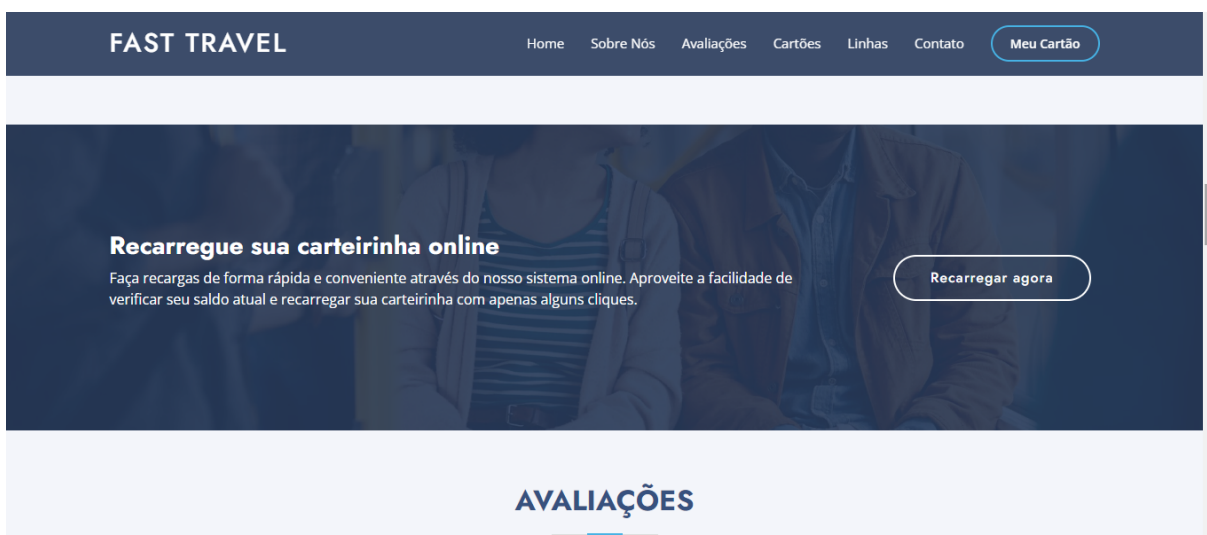 FAST TRAVEL
Home Sobre Nós Avaliações Cartões Linhas Contato Meu Cartão
Recarregue sua carteirinha online
Faça recargas de forma rápida e conveniente através do nosso sistema online. Aproveite a facilidade de
verificar seu saldo atual e recarregar sua carteirinha com apenas alguns cliques.
Recarregar agora
AVALIAÇÕES